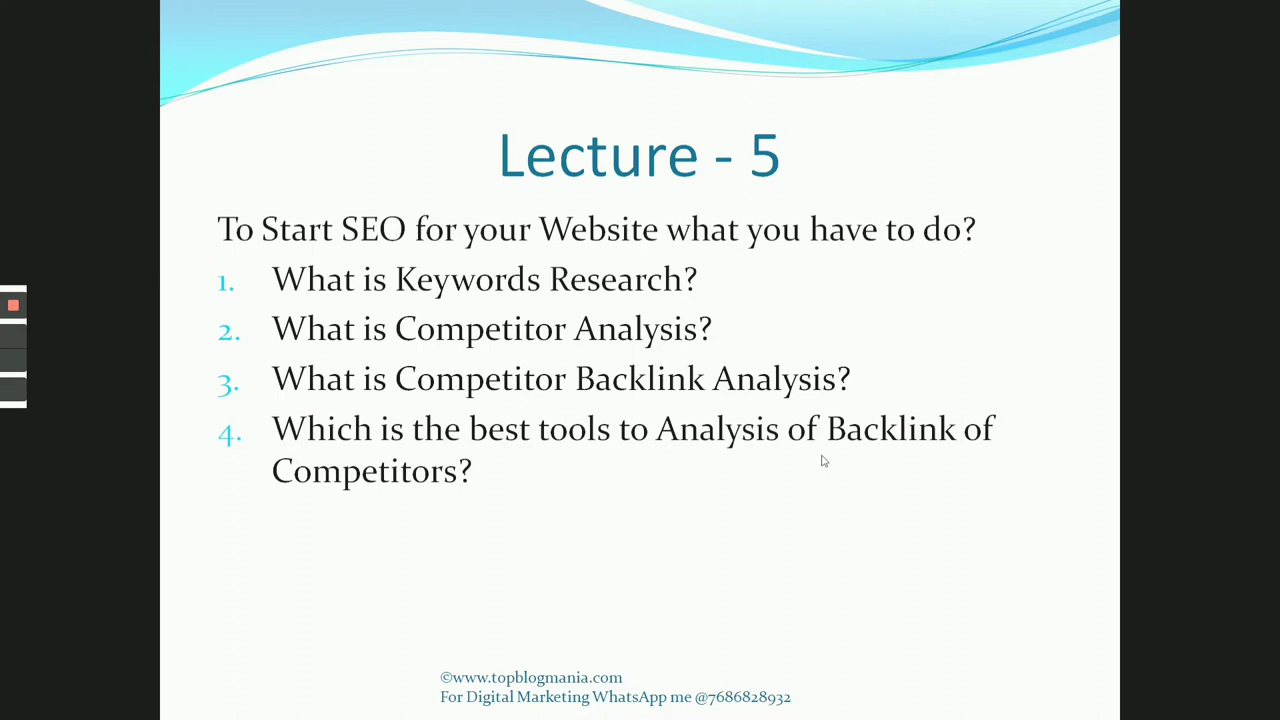 Lecture - 5
To Start SEO for your Website what you have to do?
1. What is Keywords Research?
2. What is Competitor Analysis?
3. What is Competitor Backlink Analysis?
4. Which is the best tools to Analysis of Backlink of
Competitors?
©www.topblogmania.com
For Digital Marketing WhatsApp me @7686828932